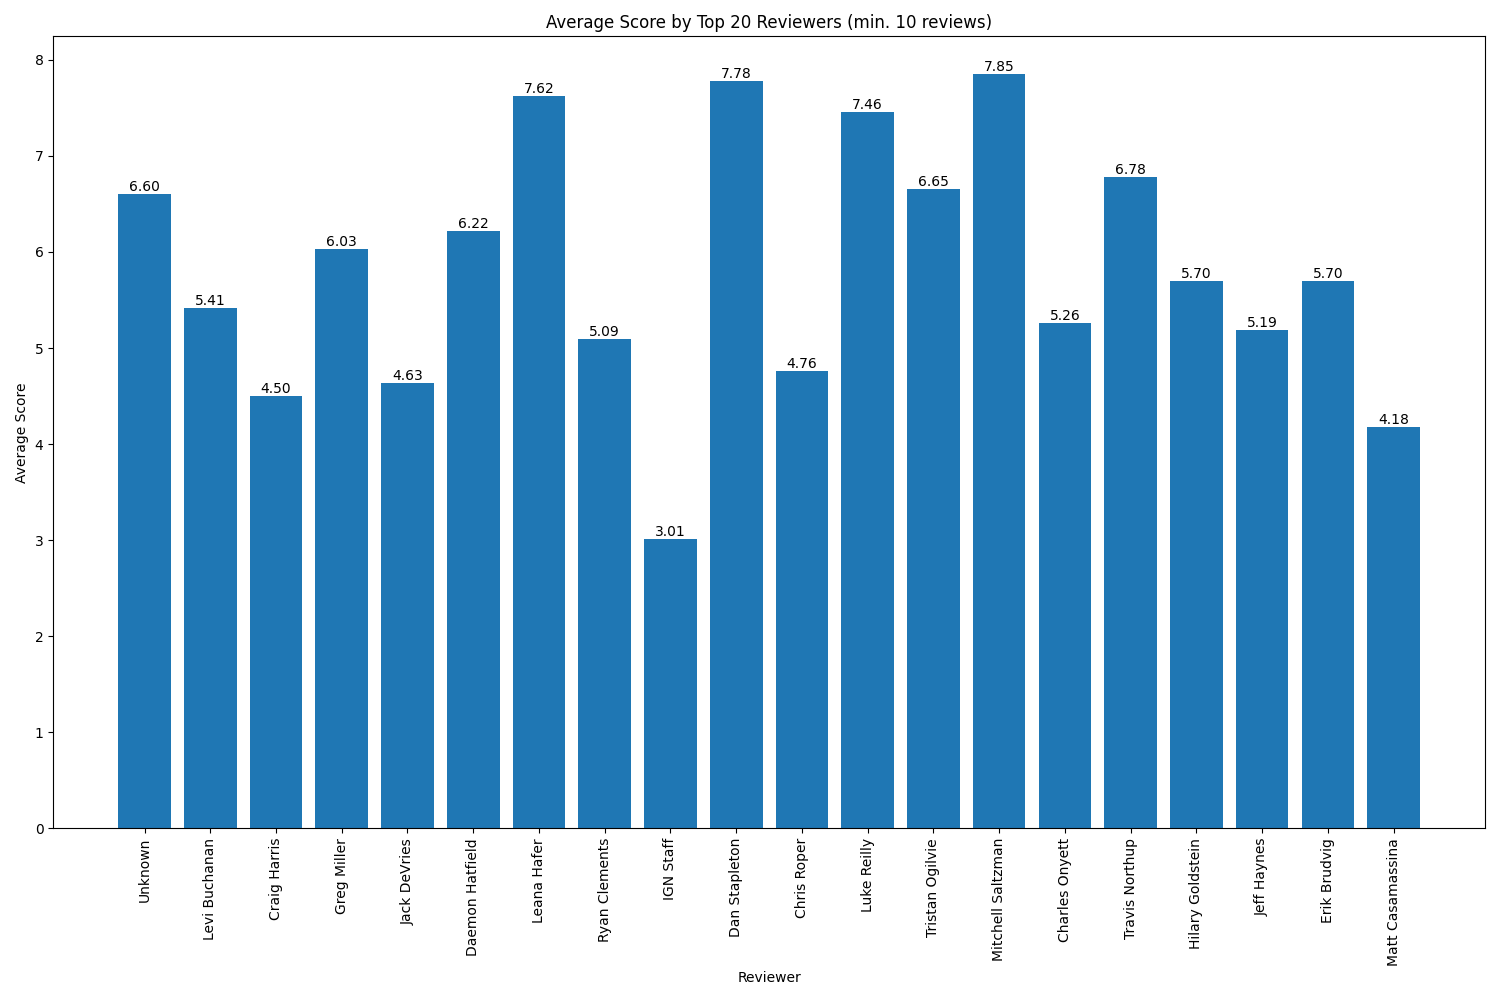 Average Score by Top 20 Reviewers (min. 10 reviews)
Average Score
8
7
6
5
4
3
2
1
0
6.60
5.41
4.50
6.03
4.63
6.22
7.62
5.09
3.01
7.78
4.76
7.46
6.65
7.85
5.26
6.78
5.70
5.19
5.70
4.18
Unknown
Levi Buchanan
Craig Harris
Greg Miller
Jack DeVries
Daemon Hatfield
Leana Hafer
Ryan Clements
IGN Staff
Dan Stapleton
Chris Roper
Luke Reilly
Tristan Ogilvie
Mitchell Saltzman
Charles Onyett
Travis Northup
Hilary Goldstein
Jeff Haynes
Erik Brudvig
Matt Casamassina
Reviewer